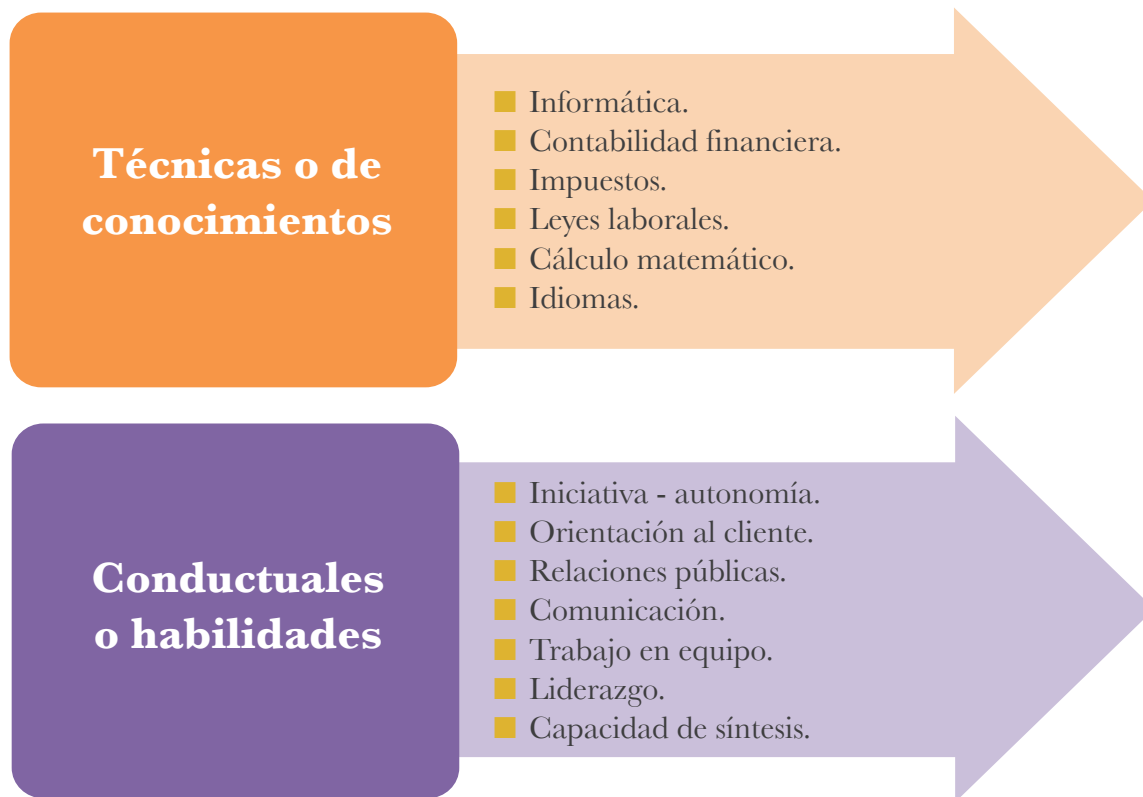 Técnicas o de
conocimientos
Informática.
Contabilidad financiera.
Impuestos.
Leyes laborales.
Cálculo matemático.
Idiomas.
Conductuales
o habilidades
Iniciativa - autonomía.
Orientación al cliente.
Relaciones públicas.
Comunicación.
Trabajo en equipo.
Liderazgo.
Capacidad de síntesis.